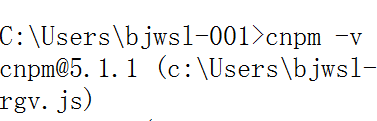 C:\Users\bjwsl-001>cnpm -v
cnpm@5.1.1 (c:\Users\bjwsl-
rgv.js)